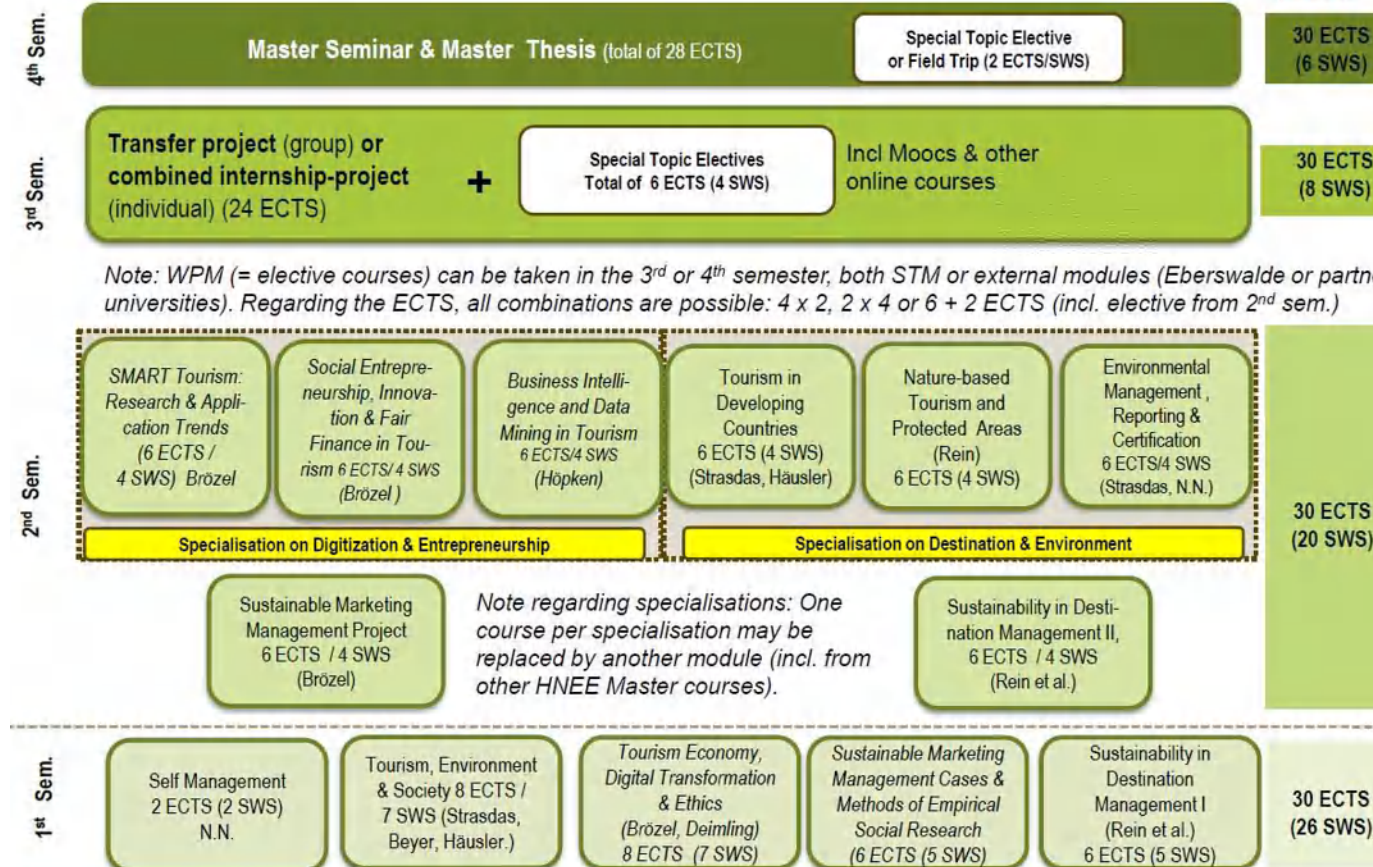 4th Sem.
Master Seminar & Master Thesis (total of 28 ECTS)
Special Topic Elective
or Field Trip (2 ECTS/SWS)
30 ECTS
(6 SWS)
3rd Sem.
Transfer project (group) or
combined internship-project
(individual) (24 ECTS)
+
Special Topic Electives
Total of 6 ECTS (4 SWS)
Incl Moocs & other
online courses
30 ECTS
(8 SWS)
Note: WPM (= elective courses) can be taken in the 3rd or 4th semester, both STM or external modules (Eberswalde or partne
universities). Regarding the ECTS, all combinations are possible: 4 x 2, 2 x 4 or 6 + 2 ECTS (incl. elective from 2nd sem.)
2nd Sem.
SMART Tourism:
Research & Appli-
cation Trends
(6 ECTS /
4 SWS) Brözel
Social Entrepre-
neurship, Innova-
tion & Fair
Finance in Tou-
rism 6 ECTS/ 4 SWS
(Brözel )
Business Intelli-
gence and Data
Mining in Tourism
6 ECTS/4 SWS
(Höpken)
Tourism in
Developing
Countries
6 ECTS (4 SWS)
(Strasdas, Häusler)
Nature-based
Tourism and
Protected Areas
(Rein)
6 ECTS (4 SWS)
Environmental
Management ,
Reporting &
Certification
6 ECTS/4 SWS
(Strasdas, N.N.)
Specialisation on Digitization & Entrepreneurship
Specialisation on Destination & Environment
30 ECTS
(20 SWS)
Sustainable Marketing
Management Project
6 ECTS / 4 SWS
(Brözel)
Note regarding specialisations: One
course per specialisation may be
replaced by another module (incl. from
other HNEE Master courses).
Sustainability in Desti-
nation Management II,
6 ECTS / 4 SWS
(Rein et al.)
1st Sem.
Self Management
2 ECTS (2 SWS)
N.N.
Tourism, Environment
& Society 8 ECTS /
7 SWS (Strasdas,
Beyer, Häusler.)
Tourism Economy,
Digital Transformation
& Ethics
(Brözel, Deimling)
8 ECTS (7 SWS)
Sustainable Marketing
Management Cases &
Methods of Empirical
Social Research
(6 ECTS (5 SWS)
Sustainability in
Destination
Management I
(Rein et al.)
6 ECTS (5 SWS)
30 ECTS
(26 SWS)